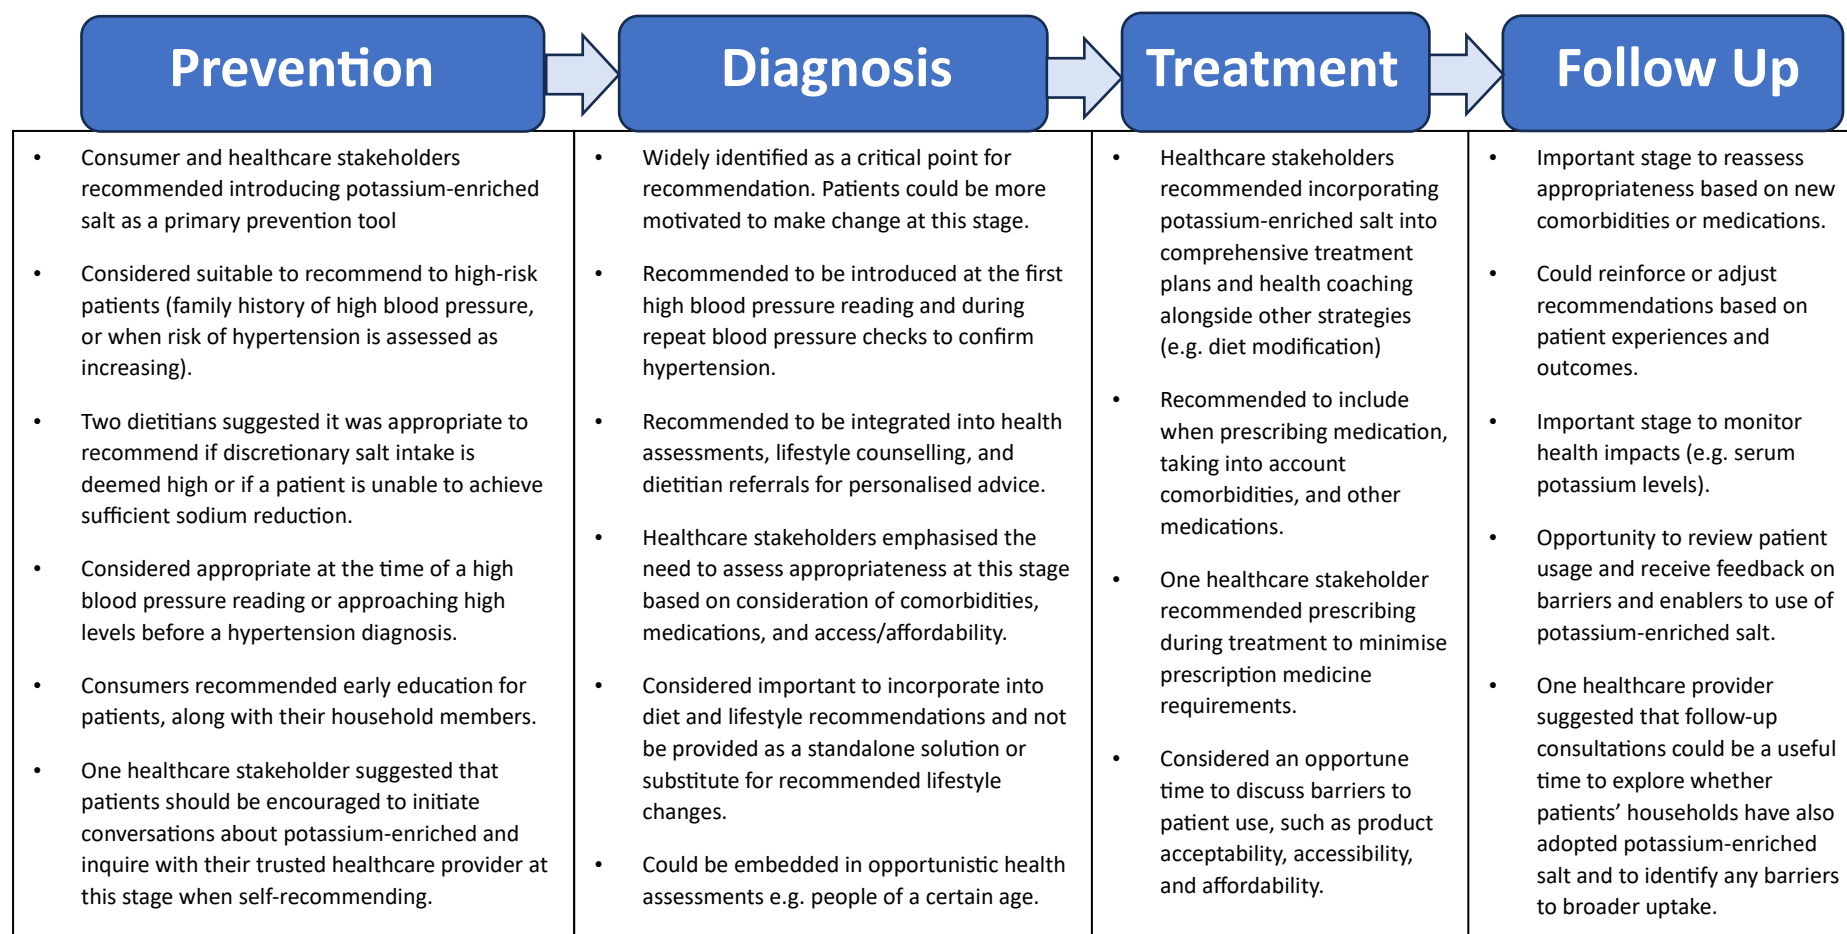 Prevention
Diagnosis
Treatment
Follow Up
• Consumer and healthcare stakeholders
recommended introducing potassium-enriched
salt as a primary prevention tool
• Considered suitable to recommend to high-risk
patients (family history of high blood pressure,
or when risk of hypertension is assessed as
increasing).
• Two dietitians suggested it was appropriate to
recommend if discretionary salt intake is
deemed high or if a patient is unable to achieve
sufficient sodium reduction.
• Considered appropriate at the time of a high
blood pressure reading or approaching high
levels before a hypertension diagnosis.
• Consumers recommended early education for
patients, along with their household members.
• One healthcare stakeholder suggested that
patients should be encouraged to initiate
conversations about potassium-enriched and
inquire with their trusted healthcare provider at
this stage when self-recommending.
• Widely identified as a critical point for
recommendation. Patients could be more
motivated to make change at this stage.
• Recommended to be introduced at the first
high blood pressure reading and during
repeat blood pressure checks to confirm
hypertension.
• Recommended to be integrated into health
assessments, lifestyle counselling, and
dietitian referrals for personalised advice.
• Healthcare stakeholders emphasised the
need to assess appropriateness at this stage
based on consideration of comorbidities,
medications, and access/affordability.
• Considered important to incorporate into
diet and lifestyle recommendations and not
be provided as a standalone solution or
substitute for recommended lifestyle
changes.
• Could be embedded in opportunistic health
assessments e.g. people of a certain age.
• Healthcare stakeholders
recommended incorporating
potassium-enriched salt into
comprehensive treatment
plans and health coaching
alongside other strategies
(e.g. diet modification)
• Recommended to include
when prescribing medication,
taking into account
comorbidities, and other
medications.
• One healthcare stakeholder
recommended prescribing
during treatment to minimise
prescription medicine
requirements.
• Considered an opportune
time to discuss barriers to
patient use, such as product
acceptability, accessibility,
and affordability.
• Important stage to reassess
appropriateness based on new
comorbidities or medications.
• Could reinforce or adjust
recommendations based on
patient experiences and
outcomes.
• Important stage to monitor
health impacts (e.g. serum
potassium levels).
• Opportunity to review patient
usage and receive feedback on
barriers and enablers to use of
potassium-enriched salt.
• One healthcare provider
suggested that follow-up
consultations could be a useful
time to explore whether
patients’ households have also
adopted potassium-enriched
salt and to identify any barriers
to broader uptake.